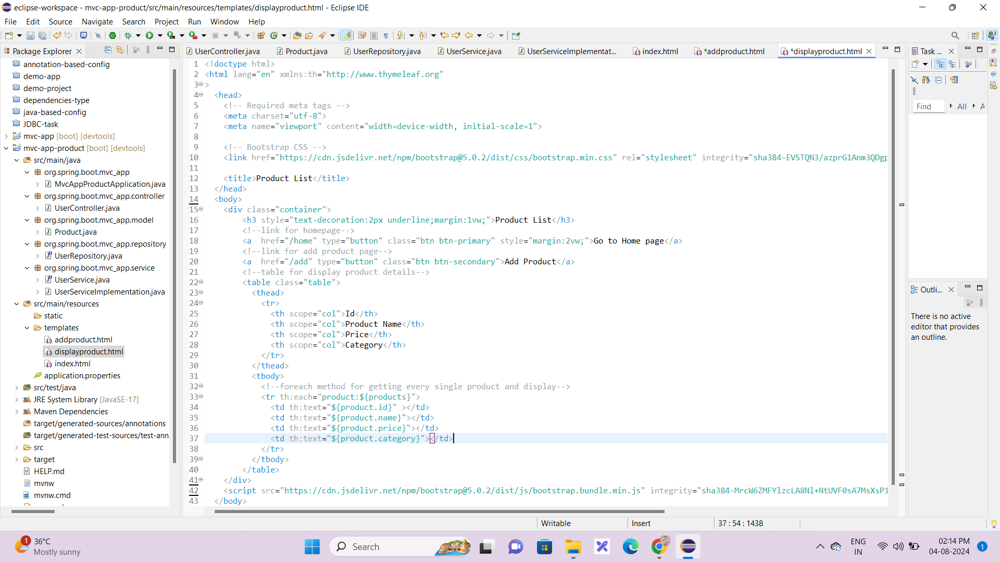 eclipse-workspace - mvc-app-product/src/main/resources/templates/displayproduct.html - Eclipse IDE
File Edit Source Navigate Search Project Run Window Help
Package Explorer
annotation-based-config
demo-app
demo-project
dependencies-type
java-based-config
JDBC-task
mvc-app [boot] [devtools]
mvc-app-product [boot] [devtools]
src/main/java
org.spring.boot.mvc_app
MvcAppProductApplication.java
org.spring.boot.mvc_app.controller
UserController.java
org.spring.boot.mvc_app.model
Product.java
org.spring.boot.mvc_app.repository
UserRepository.java
org.spring.boot.mvc_app.service
UserService.java
UserServiceImplementation.java
src/main/resources
static
templates
addproduct.html
displayproduct.html
index.html
application.properties
src/test/java
JRE System Library [JavaSE-17]
Maven Dependencies
target/generated-sources/annotations
target/generated-test-sources/test-ann
src
target
HELP.md
mvnw
mvnw.cmd
UserController.java Product.java UserRepository.java UserService.java UserServiceImplementat... index.html *addproduct.html *displayproduct.html
1 <!doctype html>
2 <html lang="en" xmlns:th="http://www.thymeleaf.org"
3 >
4 <head>
5 <!-- Required meta tags -->
6 <meta charset="utf-8">
7 <meta name="viewport" content="width=device-width, initial-scale=1">
8
9 <!-- Bootstrap CSS -->
10 <link href="https://cdn.jsdelivr.net/npm/bootstrap@5.0.2/dist/css/bootstrap.min.css" rel="stylesheet" integrity="sha384-EVSTQN3/azprG1Anm3QDgp
11
12 <title>Product List</title>
13 </head>
14 <body>
15 <div class="container">
16 <h3 style="text-decoration:2px underline;margin:1vw;">Product List</h3>
17 <!--link for homepage-->
18 <a  href="/home" type="button" class="btn btn-primary" style="margin:2vw;">Go to Home page</a>
19 <!--link for add product page-->
20 <a  href="/add" type="button" class="btn btn-secondary">Add Product</a>
21 <!--table for display product details-->
22 <table class="table">
23 <thead>
24 <tr>
25 <th scope="col">Id</th>
26 <th scope="col">Product Name</th>
27 <th scope="col">Price</th>
28 <th scope="col">Category</th>
29 </tr>
30 </thead>
31 <tbody>
32 <!--foreach method for getting every single product and display-->
33 <tr th:each="product:${products}">
34 <td th:text="${product.id}" ></td>
35 <td th:text="${product.name}"></td>
36 <td th:text="${product.price}"></td>
37 <td th:text="${product.category}"></td>
38 </tr>
39 </tbody>
40 </table>
41 </div>
42 <script src="https://cdn.jsdelivr.net/npm/bootstrap@5.0.2/dist/js/bootstrap.bundle.min.js" integrity="sha384-MrcW6ZMFYlzcLA8Nl+NtUVF0sA7MsXsP1
43 </body>
Task ...
Find All A
Outli...
There is no active
editor that provides
an outline.
Writable Insert 37 : 54 : 1438
1
36°C
Mostly sunny
Search
ENG
IN
02:14 PM
04-08-2024
1